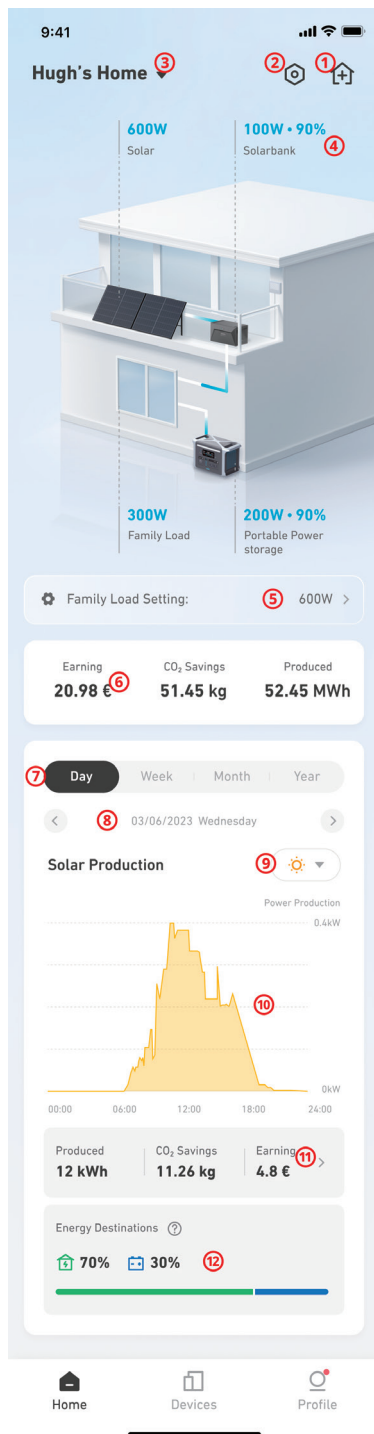 9:41
Hugh's Home ③ ② ①
600W 100W • 90%
Solar Solarbank ④
300W 200W • 90%
Family Load Portable Power
storage
Family Load Setting: ⑤ 600W >
Earning CO₂ Savings Produced
20.98 € ⑥ 51.45 kg 52.45 MWh
⑦ Day Week Month Year
< ⑧ 03/06/2023 Wednesday >
Solar Production ⑨
Power Production
0.4kW
⑩
0kW
00:00 06:00 12:00 18:00 24:00
Produced CO₂ Savings Earning
12 kWh 11.26 kg 4.8 € ⑪ >
Energy Destinations ?
70% 30% ⑫
Home Devices Profile